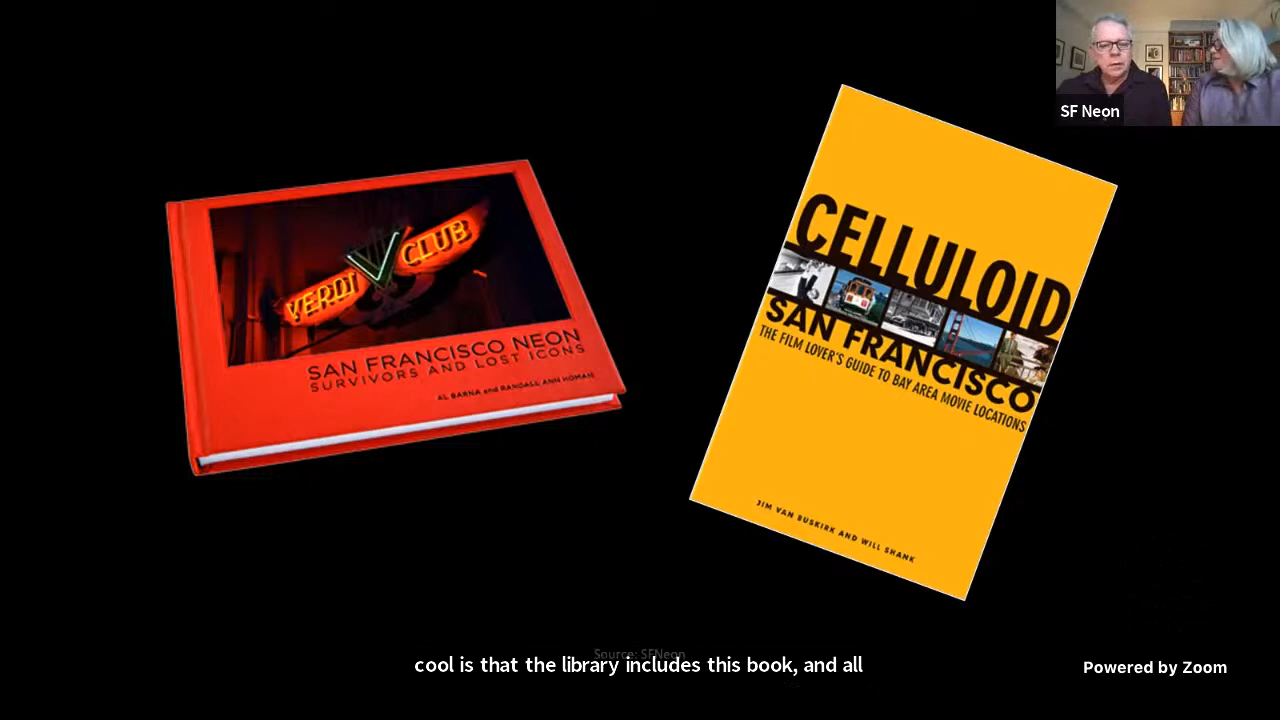 SF Neon
VERDI V CLUB
SAN FRANCISCO NEON
SURVIVORS AND LOST ICONS
AL BARNA and RANDALL ANN HOMAN
CELLULOID
SAN FRANCISCO
THE FILM LOVER'S GUIDE TO BAY AREA MOVIE LOCATIONS
JIM VAN BUSKIRK AND WILL SHANK
Source: SFNeon
cool is that the library includes this book, and all
Powered by Zoom